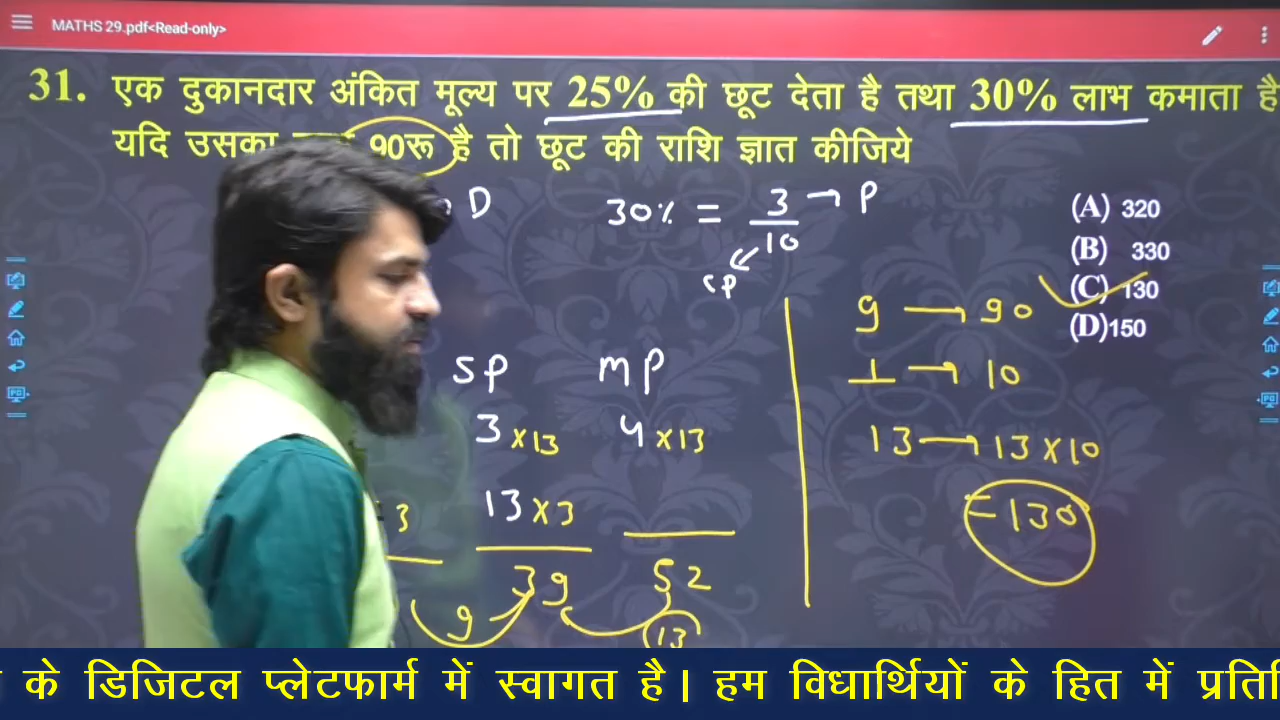 MATHS 29.pdf<Read-only>
31. एक दुकानदार अंकित मूल्य पर 25% की छूट देता है तथा 30% लाभ कमाता है
यदि उसका 90रू है तो छूट की राशि ज्ञात कीजिये
D
30% = 3/10 → P
CP
(A) 320
(B) 330
(C) 130
(D)150
SP MP
3 x 13 4 x 13
3 13 x 3
39 52
9 13
9 → 90
1 → 10
13 → 13 x 10
= 130
के डिजिटल प्लेटफार्म में स्वागत है। हम विधार्थियों के हित में